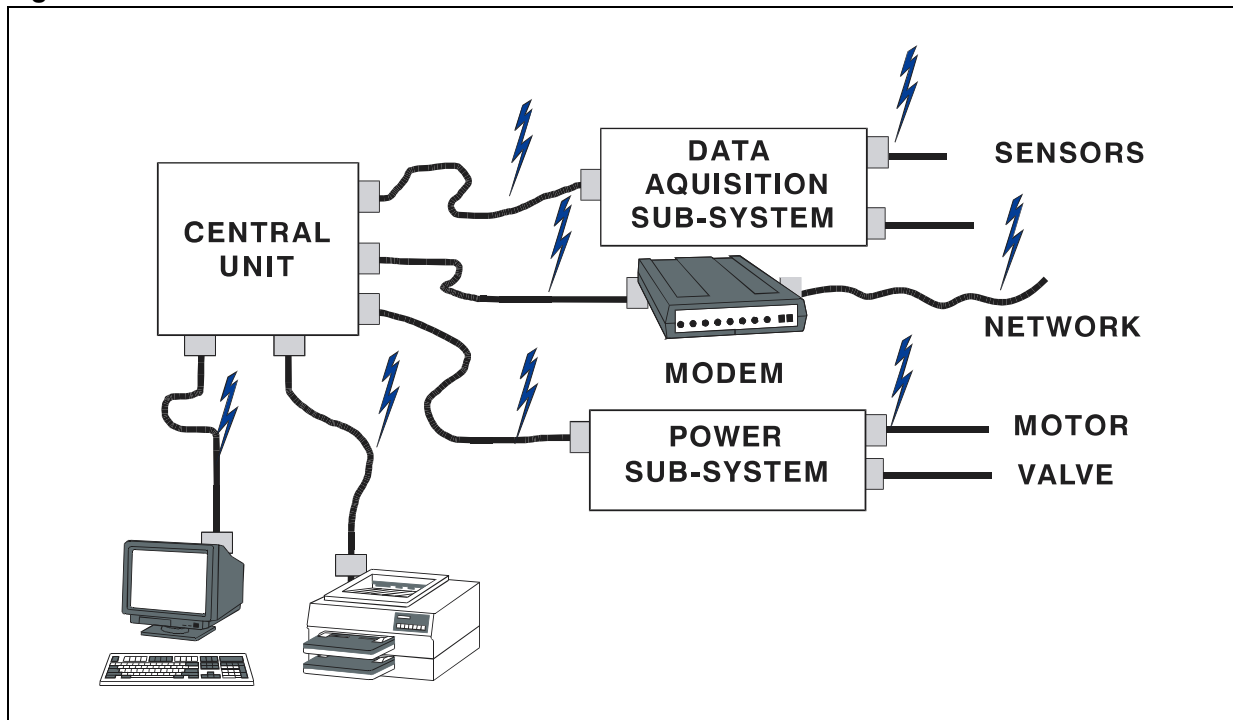 CENTRAL
UNIT
DATA
AQUISITION
SUB-SYSTEM
SENSORS
NETWORK
MODEM
POWER
SUB-SYSTEM
MOTOR
VALVE